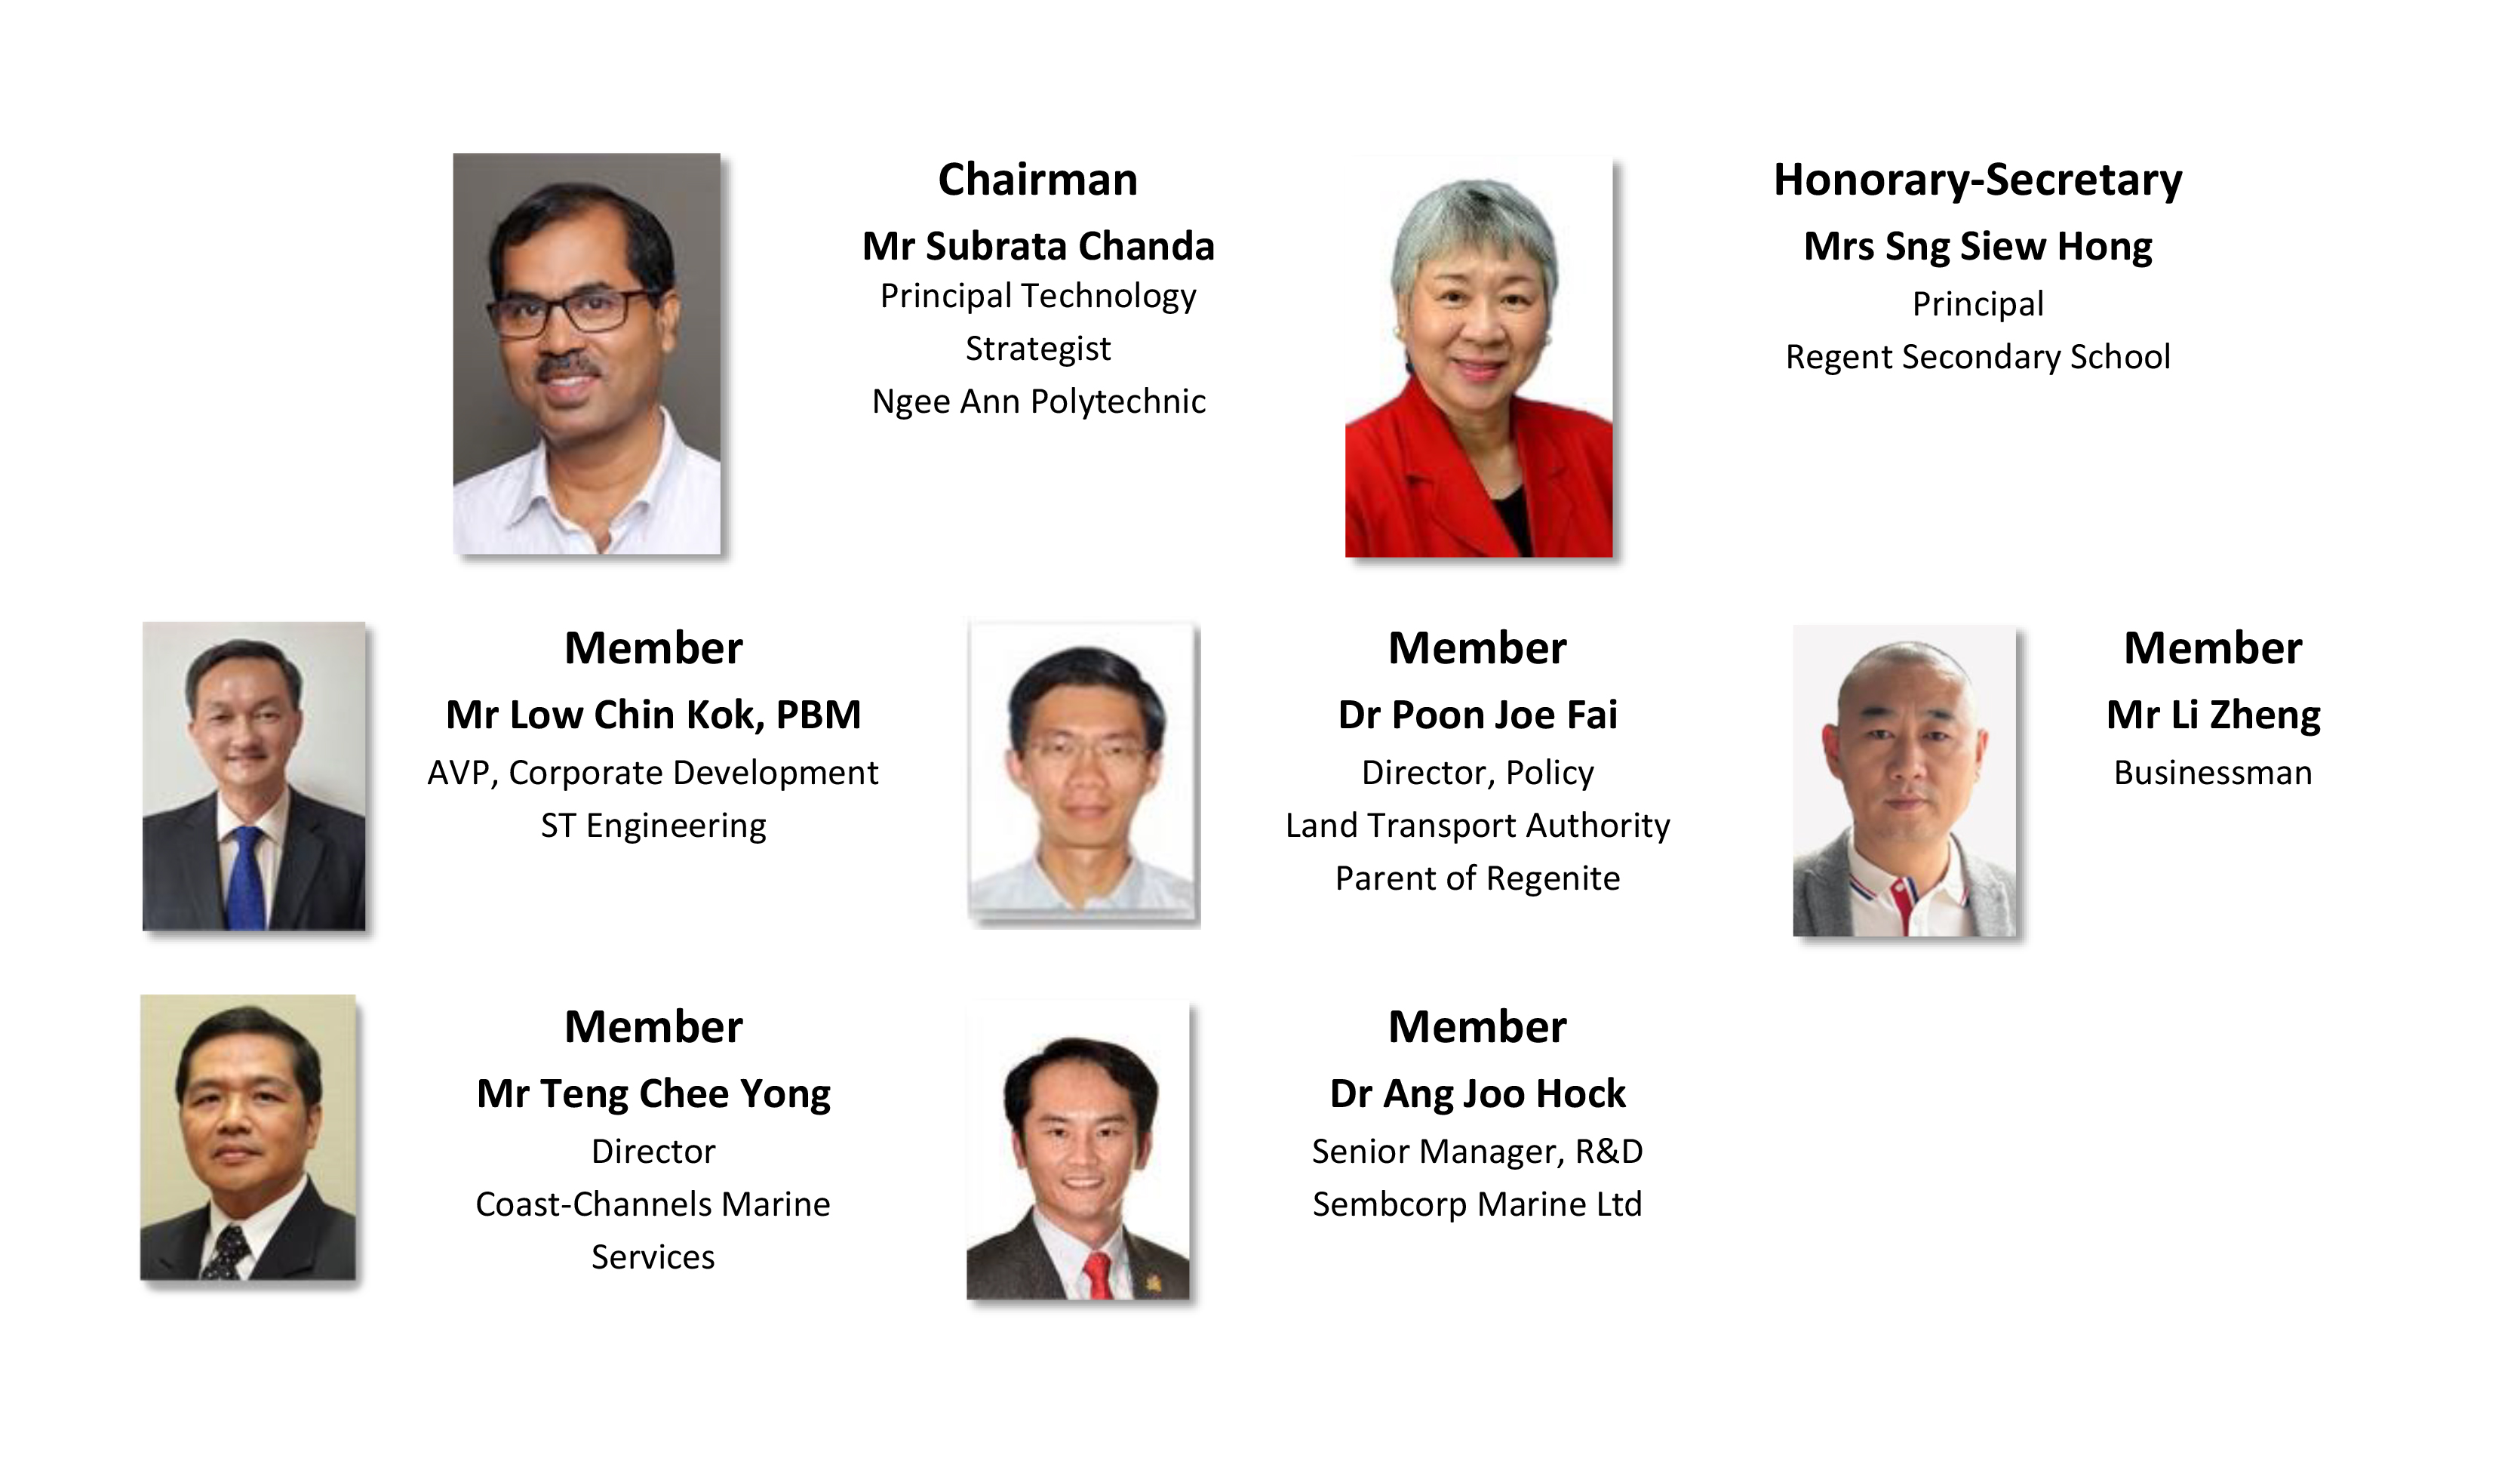 Chairman
Mr Subrata Chanda
Principal Technology
Strategist
Ngee Ann Polytechnic
Honorary-Secretary
Mrs Sng Siew Hong
Principal
Regent Secondary School
Member
Mr Low Chin Kok, PBM
AVP, Corporate Development
ST Engineering
Member
Dr Poon Joe Fai
Director, Policy
Land Transport Authority
Parent of Regenite
Member
Mr Li Zheng
Businessman
Member
Mr Teng Chee Yong
Director
Coast-Channels Marine
Services
Member
Dr Ang Joo Hock
Senior Manager, R&D
Sembcorp Marine Ltd